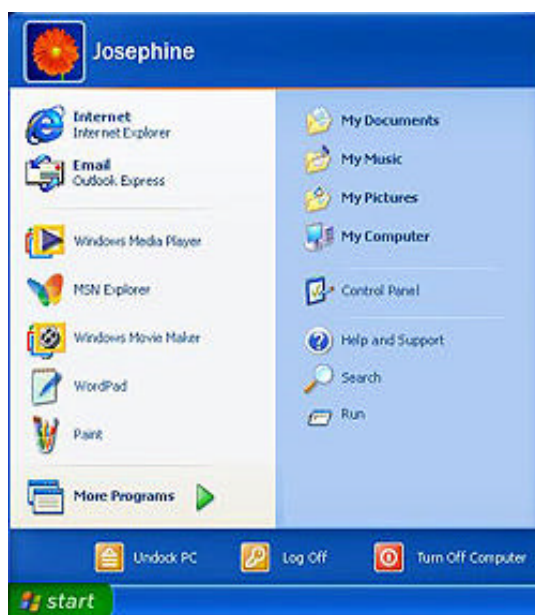 Josephine
Internet
Internet Explorer
Email
Outlook Express
Windows Media Player
MSN Explorer
Windows Movie Maker
WordPad
Paint
More Programs
My Documents
My Music
My Pictures
My Computer
Control Panel
Help and Support
Search
Run
Undock PC
Log Off
Turn Off Computer
start